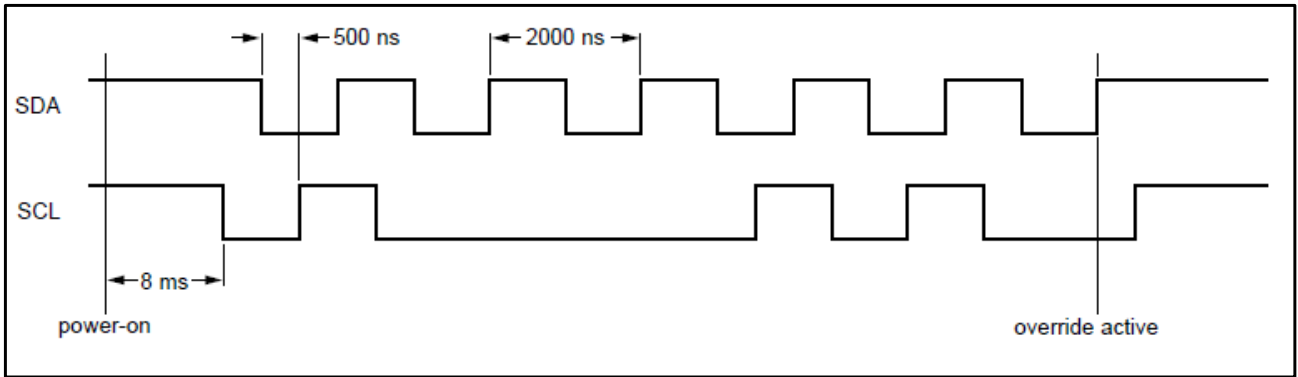 500 ns
2000 ns
SDA
SCL
8 ms
power-on
override active